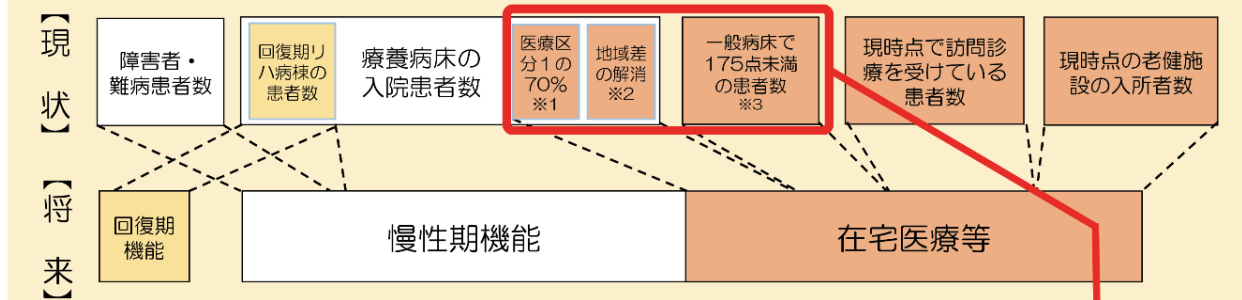 【現状】
障害者・
難病患者数
回復期リ
ハ病棟の
患者数
療養病床の
入院患者数
医療区
分1の
70%
※1
地域差
の解消
※2
一般病床で
175点未満
の患者数
※3
現時点で訪問診
療を受けている
患者数
現時点の老健施
設の入所者数
【将来】
回復期
機能
慢性期機能
在宅医療等